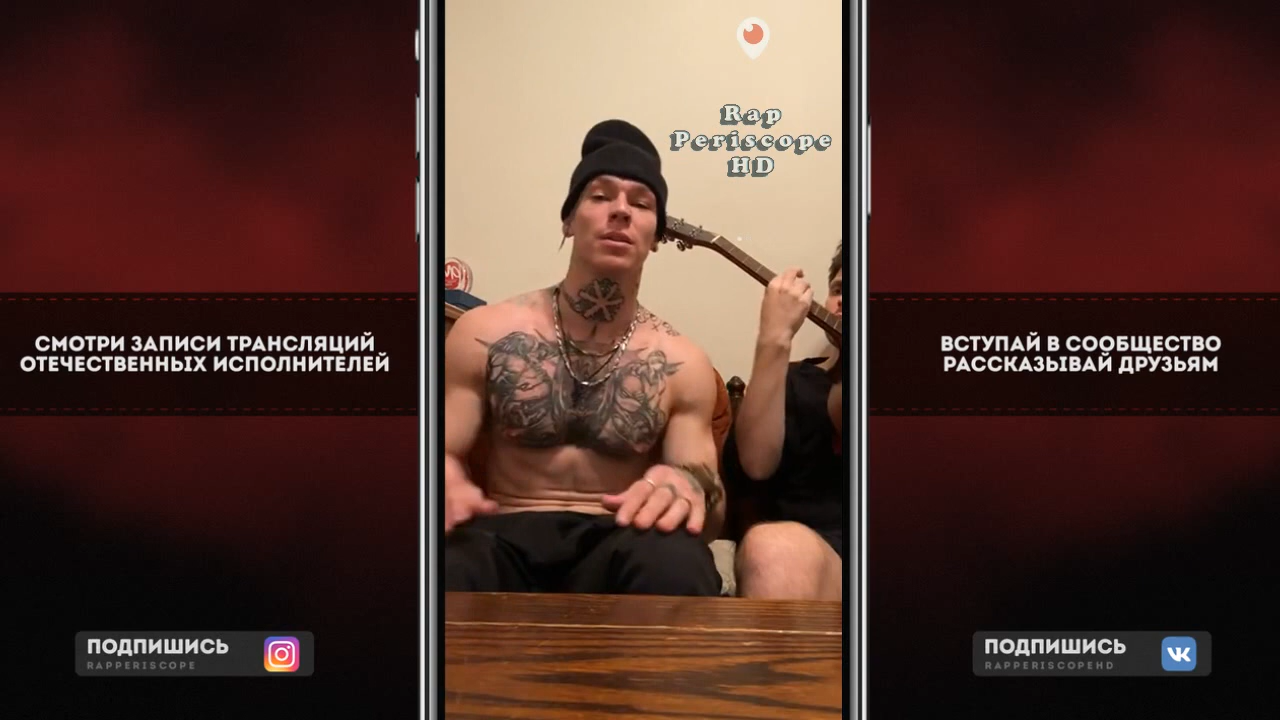 Rap
Periscope
HD
СМОТРИ ЗАПИСИ ТРАНСЛЯЦИЙ
ОТЕЧЕСТВЕННЫХ ИСПОЛНИТЕЛЕЙ
ВСТУПАЙ В СООБЩЕСТВО
РАССКАЗЫВАЙ ДРУЗЬЯМ
ПОДПИШИСЬ
RAPPERISCOPE
ПОДПИШИСЬ
RAPPERISCOPEHD